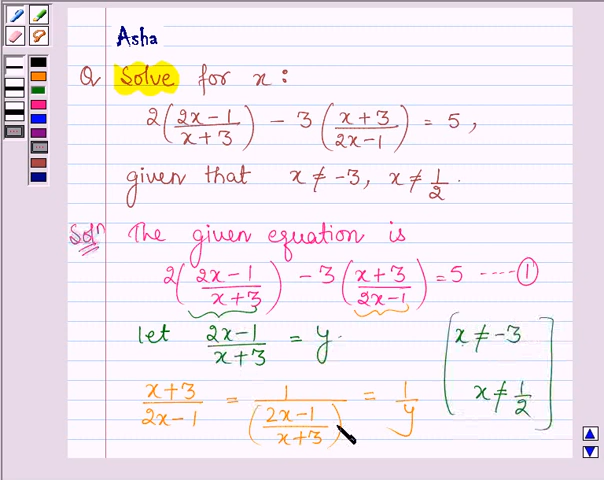 Asha
Q Solve for x :
2((2x-1)/(x+3)) - 3((x+3)/(2x-1)) = 5,
given that x ≠ -3, x ≠ 1/2.
Solⁿ The given equation is
2((2x-1)/(x+3)) - 3((x+3)/(2x-1)) = 5 ----①
let (2x-1)/(x+3) = y. [x ≠ -3
(x+3)/(2x-1) = 1/((2x-1)/(x+3)) = 1/y x ≠ 1/2]